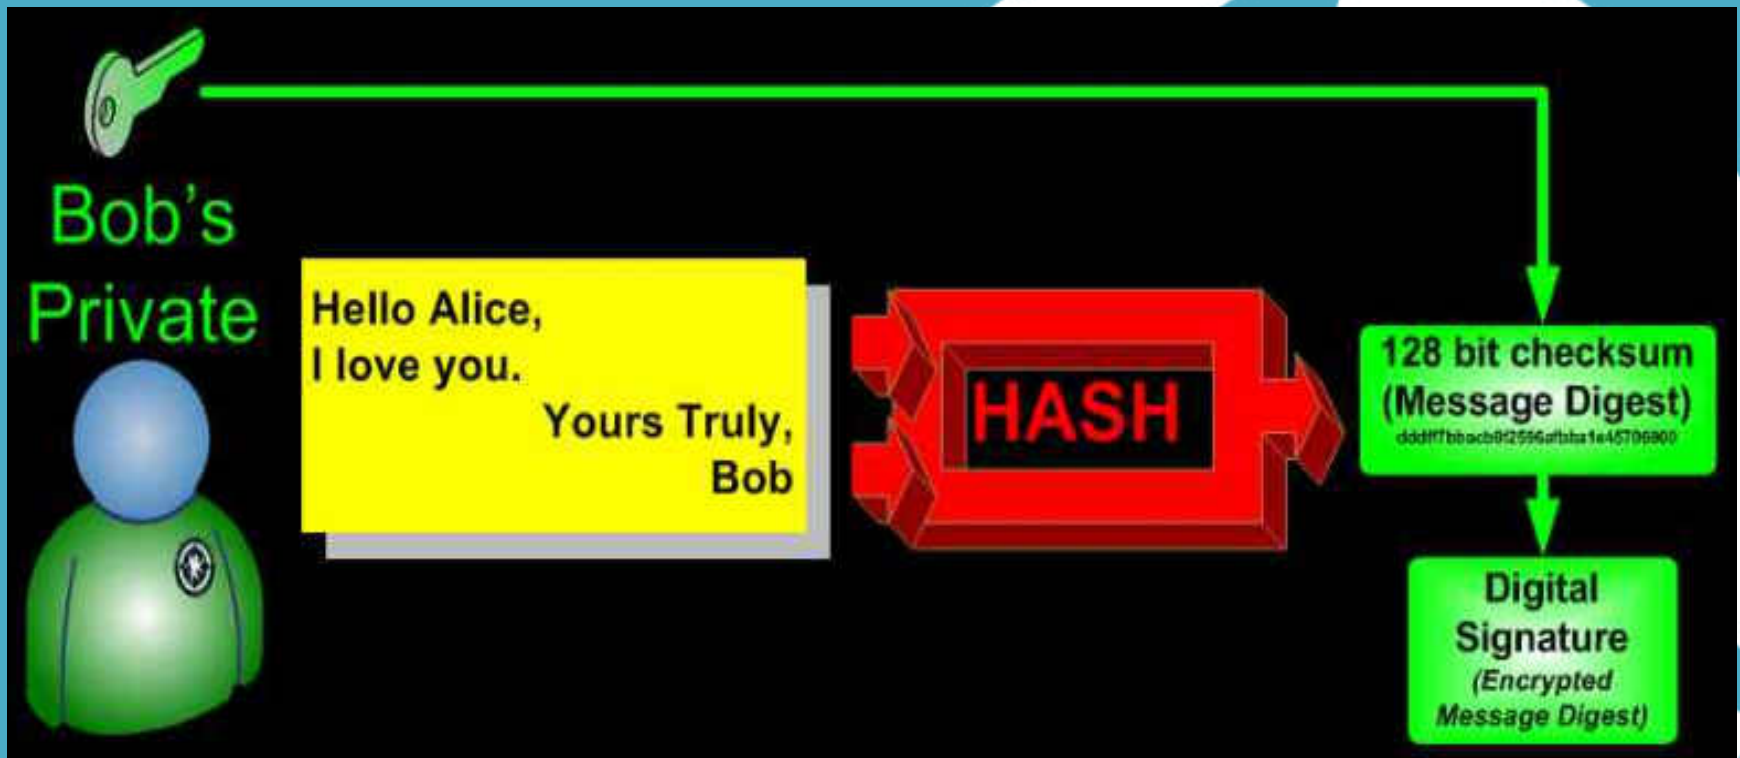 Bob's
Private
Hello Alice,
I love you.
Yours Truly,
Bob
HASH
128 bit checksum
(Message Digest)
Digital
Signature
(Encrypted
Message Digest)